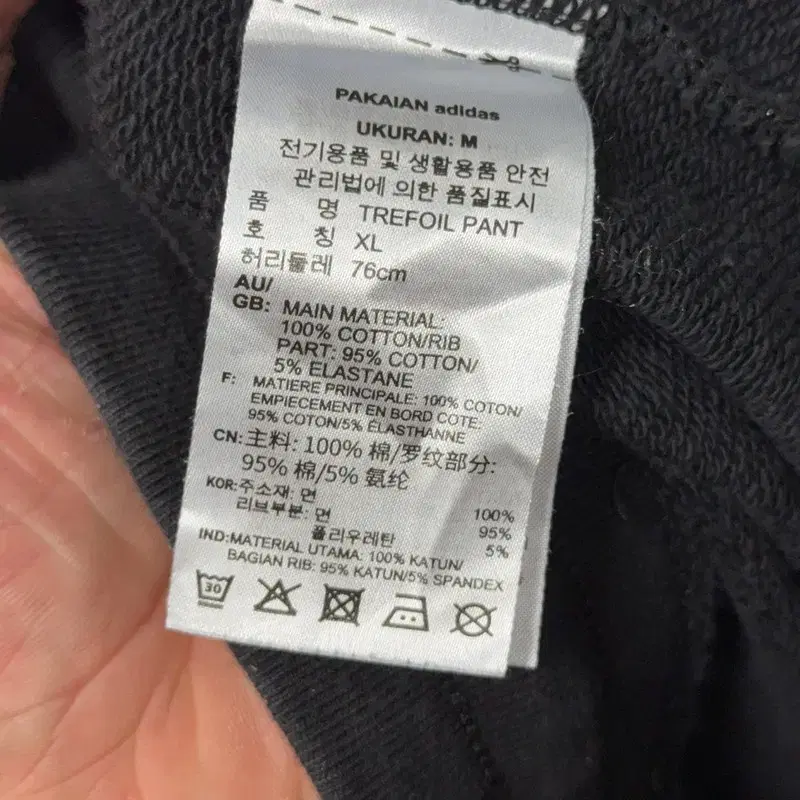 PAKAIAN adidas
UKURAN: M
전기용품 및 생활용품 안전
관리법에 의한 품질표시
품 명 TREFOIL PANT
호 칭 XL
허리둘레 76cm
AU/
GB: MAIN MATERIAL:
100% COTTON/RIB
PART: 95% COTTON/
5% ELASTANE
F: MATIERE PRINCIPALE: 100% COTON/
EMPIECEMENT EN BORD COTE:
95% COTON/5% ÉLASTHANNE
CN: 主料: 100% 棉/罗纹部分:
95% 棉/5% 氨纶
KOR: 주소재: 면 100%
리브부분: 면 95%
폴리우레탄 5%
IND: MATERIAL UTAMA: 100% KATUN/
BAGIAN RIB: 95% KATUN/5% SPANDEX
30